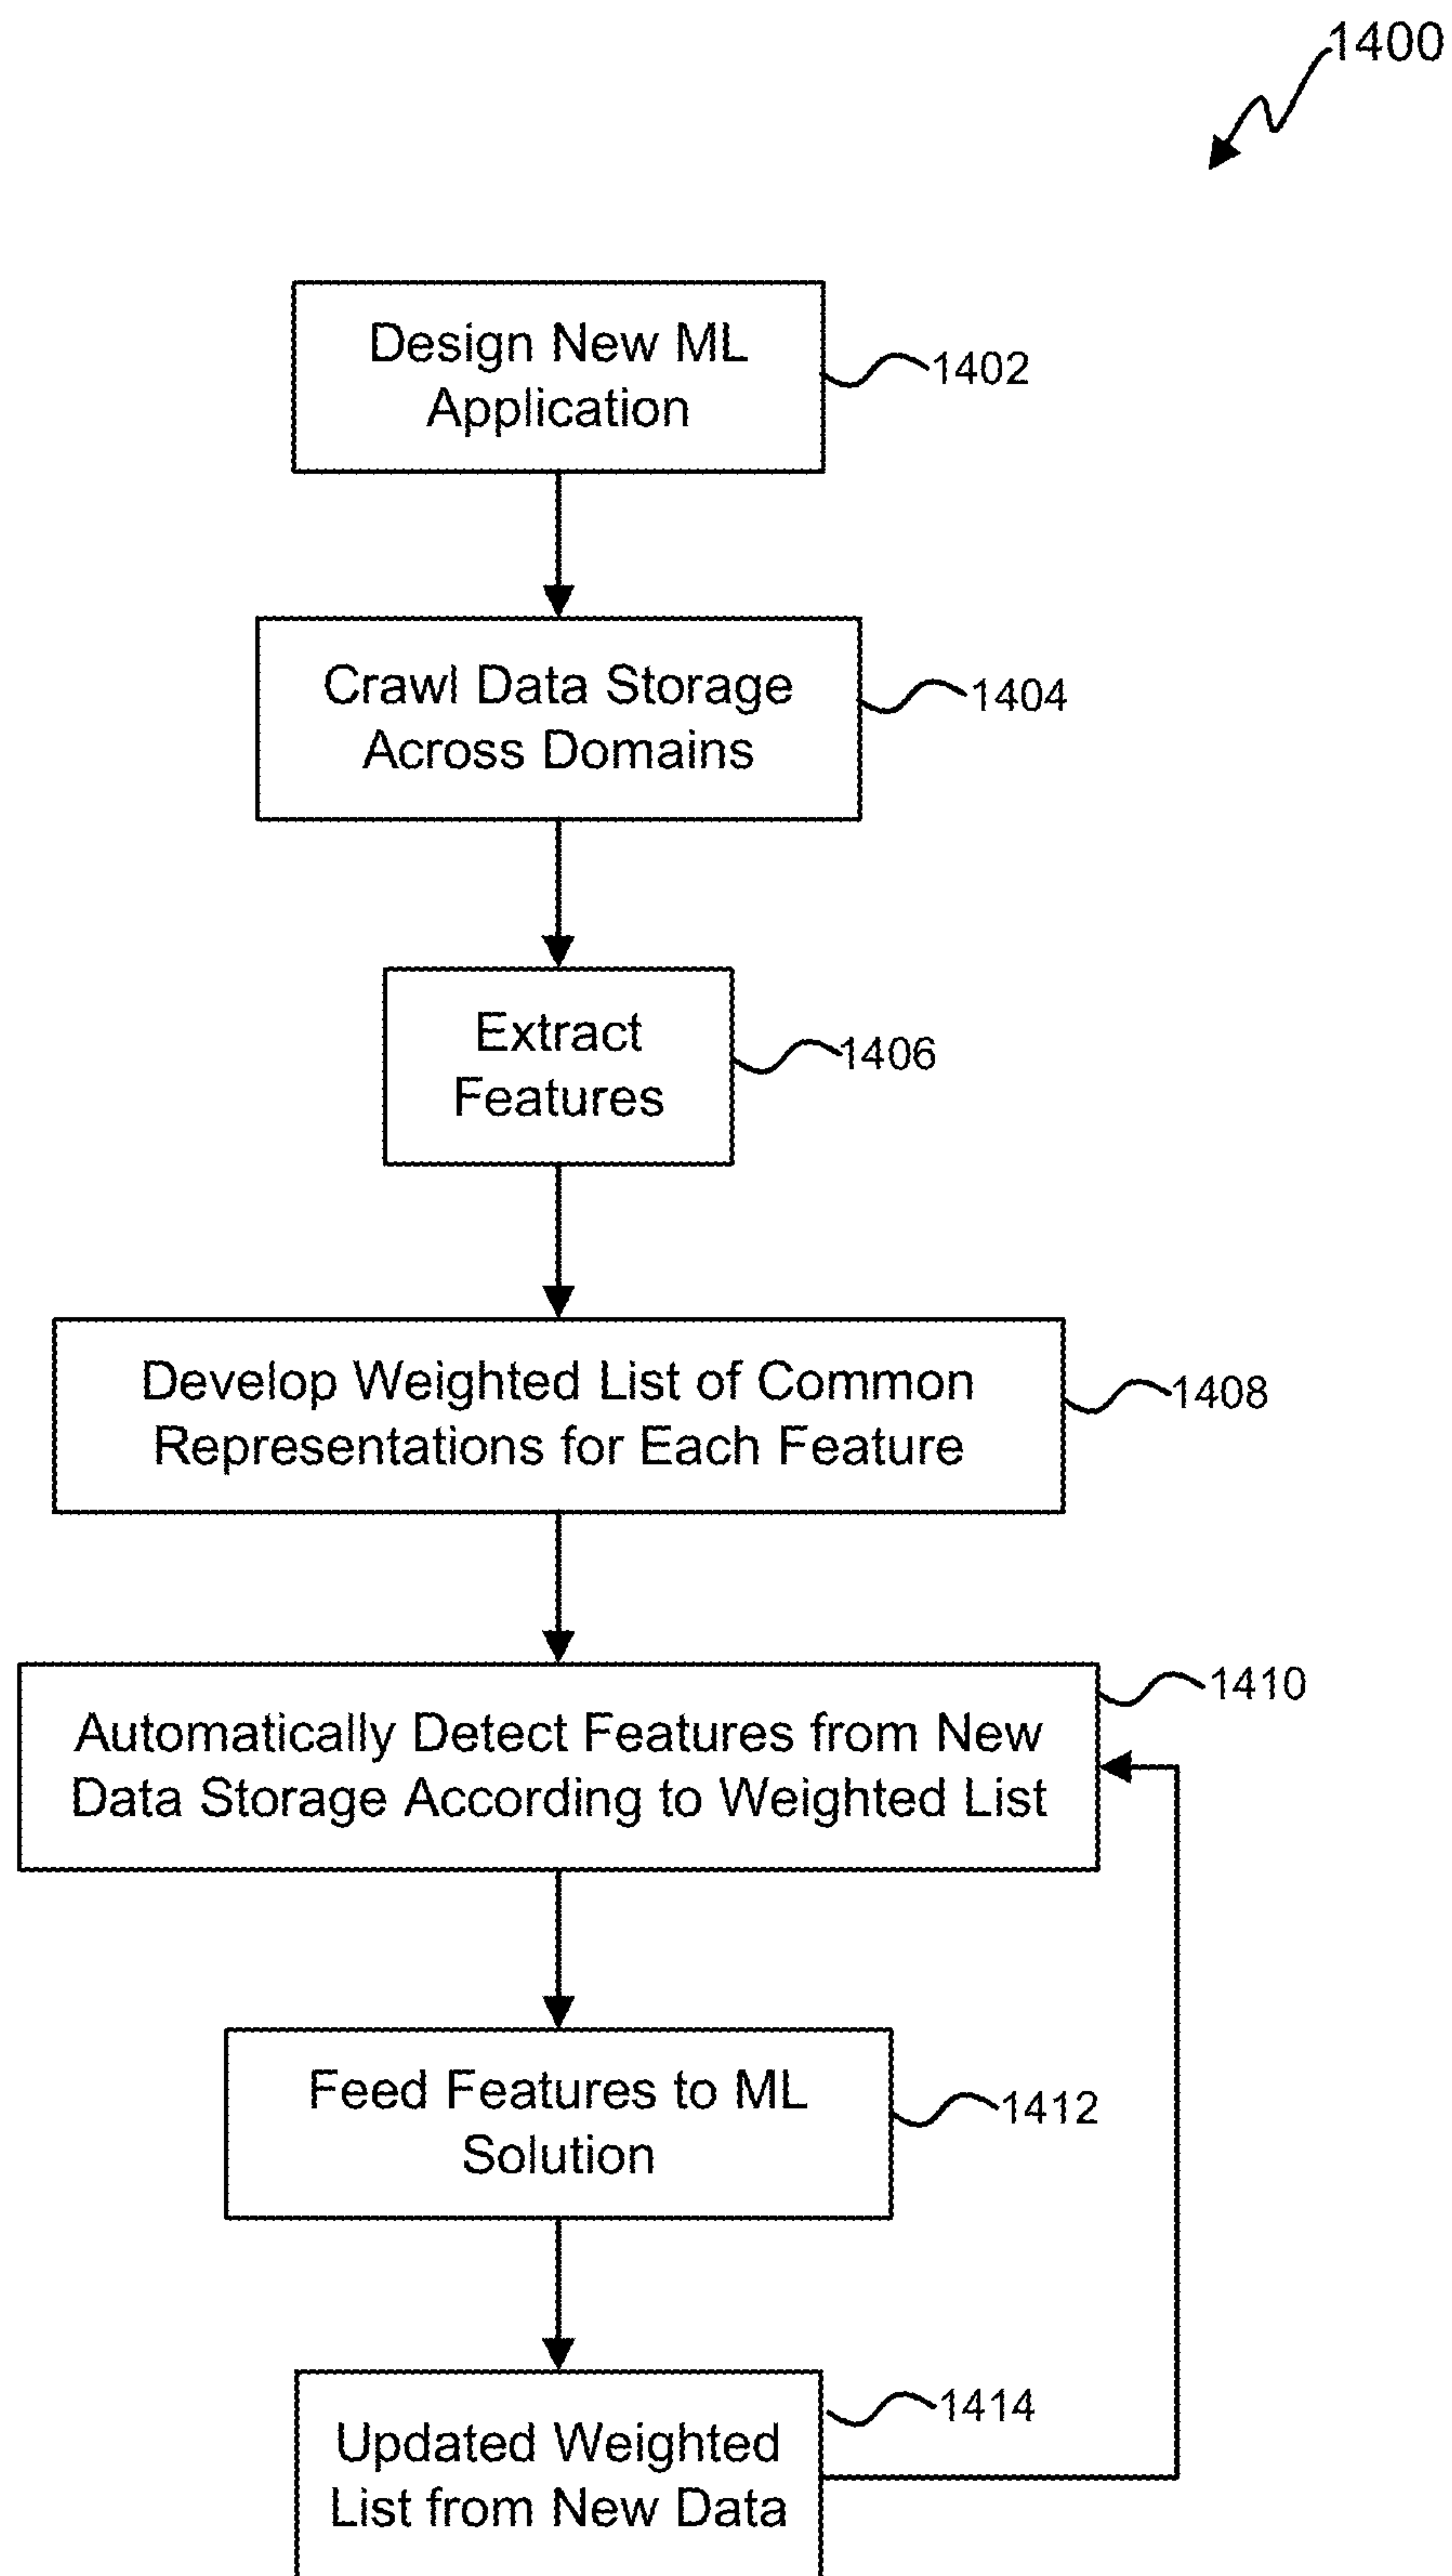 1400
Design New ML
Application
1402
Crawl Data Storage
Across Domains
1404
Extract
Features
1406
Develop Weighted List of Common
Representations for Each Feature
1408
Automatically Detect Features from New
Data Storage According to Weighted List
1410
Feed Features to ML
Solution
1412
Updated Weighted
List from New Data
1414